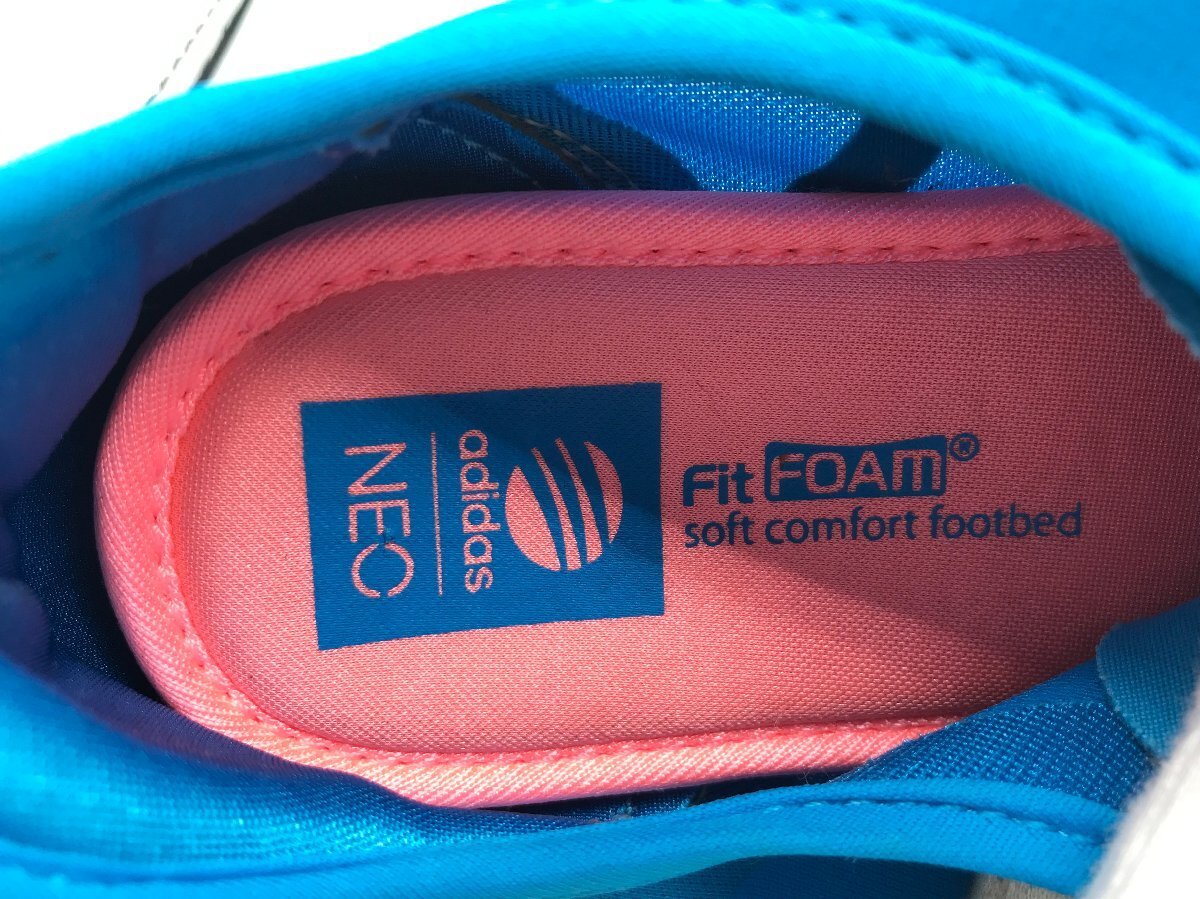 adidas
NEO
Fit FOAM®
soft comfort footbed